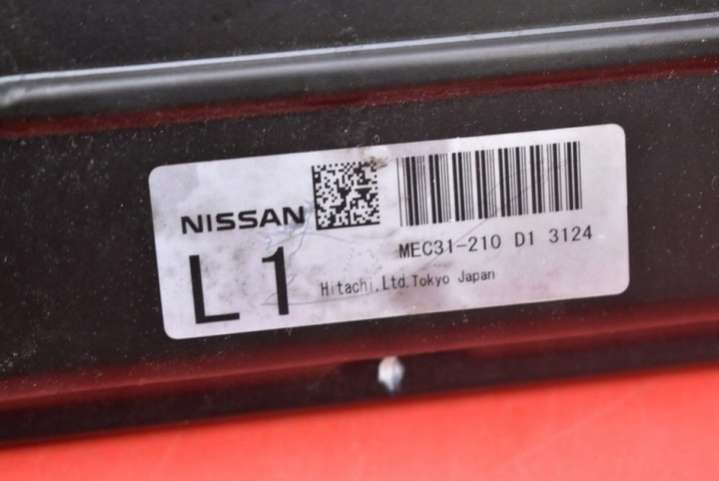 NISSAN
MEC31-210 D1 3124
L1
Hitachi,Ltd.Tokyo Japan